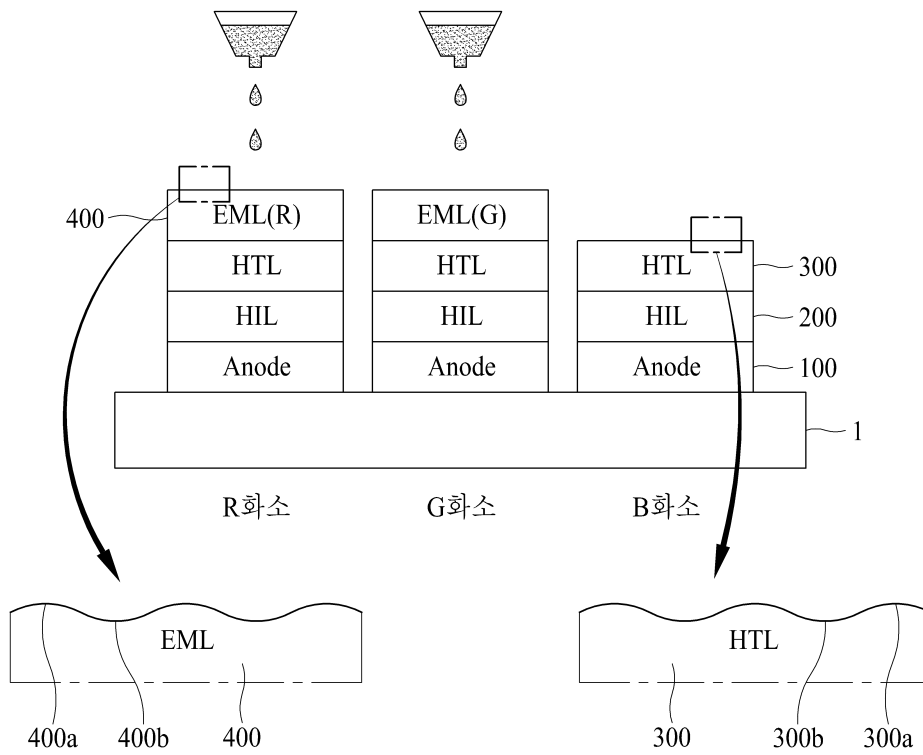 400
EML(R)
EML(G)
HTL
HTL
HTL
300
HIL
HIL
HIL
200
Anode
Anode
Anode
100
1
R화소
G화소
B화소
EML
HTL
400a
400b
400
300
300b
300a